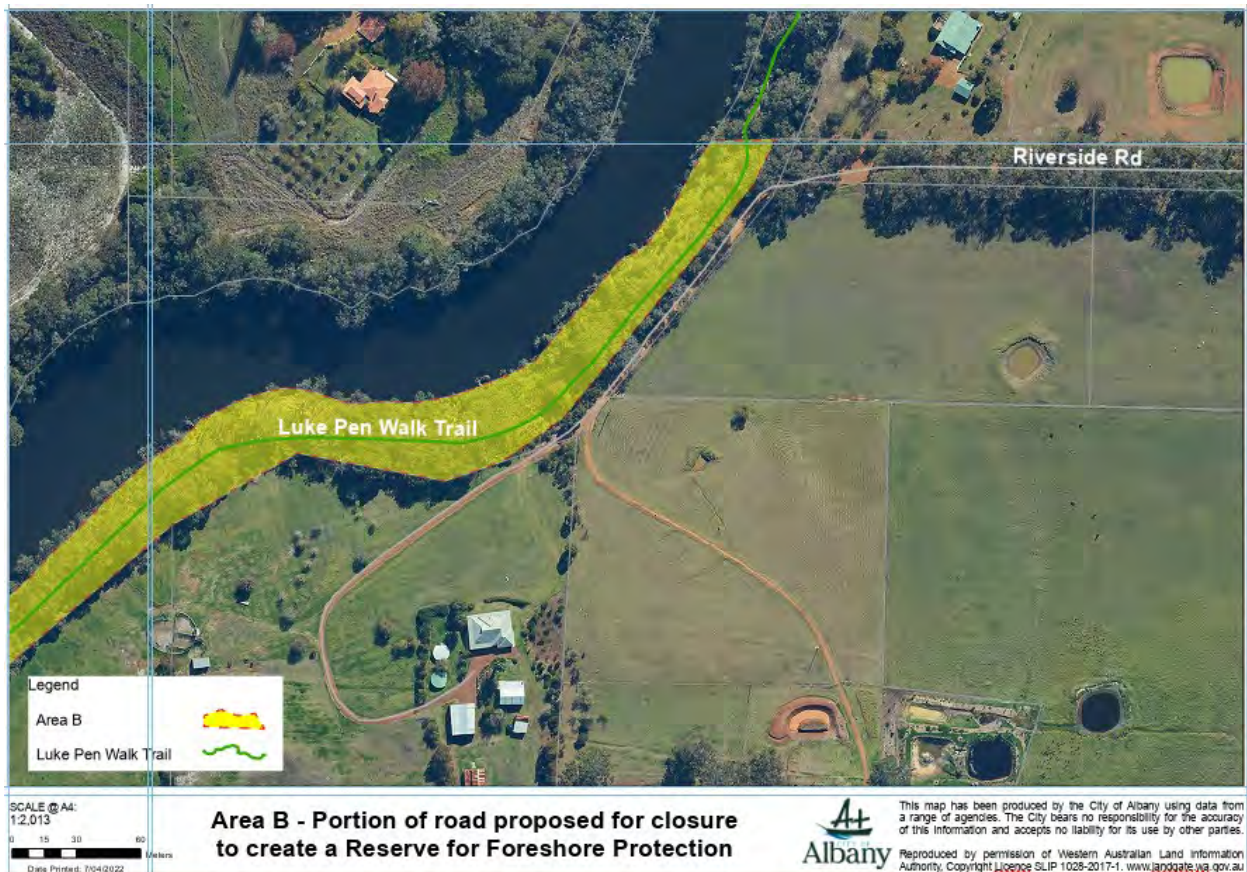 Riverside Rd
Luke Pen Walk Trail
Legend
Area B
Luke Pen Walk Trail
SCALE @ A4:
1:2,013
0 15 30 60
Meters
Date Printed: 7/04/2022
Area B - Portion of road proposed for closure
to create a Reserve for Foreshore Protection
CITY OF
Albany
This map has been produced by the City of Albany using data from
a range of agencies. The City bears no responsibility for the accuracy
of this information and accepts no liability for its use by other parties.
Reproduced by permission of Western Australian Land Information
Authority, Copyright Licence SLIP 1028-2017-1. www.landgate.wa.gov.au